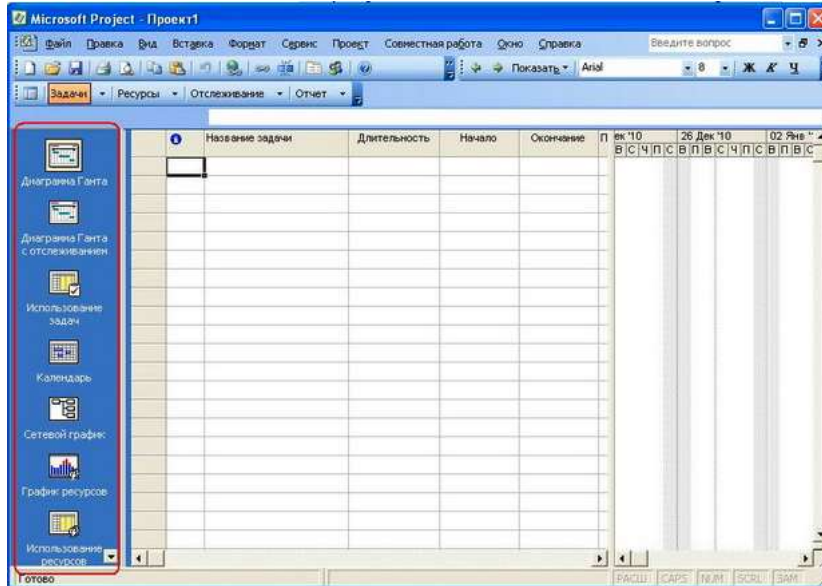 Microsoft Project - Проект1
Файл Правка Вид Вставка Формат Сервис Проект Совместная работа Окно Справка Введите вопрос
Показать Arial 8 Ж К Ч
Задачи Ресурсы Отслеживание Отчет
Название задачи Длительность Начало Окончание П ек '10 26 Дек '10 02 Янв '
В С Ч П С В П В С Ч П С В П В С
Диаграмма Ганта
Диаграмма Ганта
с отслеживанием
Использование
задач
Календарь
Сетевой график
График ресурсов
Использование
ресурсов
Готово РАСШ CAPS NUM SCRL ЗАМ